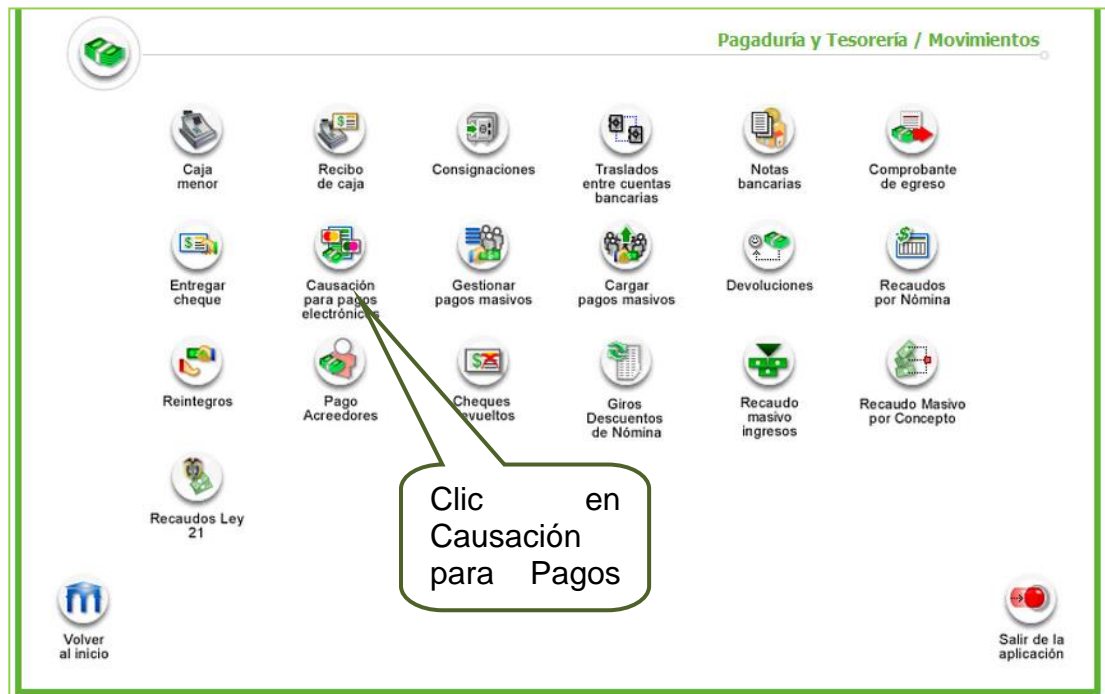 Pagaduría y Tesorería / Movimientos
Caja
menor
Recibo
de caja
Consignaciones
Traslados
entre cuentas
bancarias
Notas
bancarias
Comprobante
de egreso
Entregar
cheque
Causación
para pagos
electrónicos
Gestionar
pagos masivos
Cargar
pagos masivos
Devoluciones
Recaudos
por Nómina
Reintegros
Pago
Acreedores
Cheques
evueltos
Giros
Descuentos
de Nómina
Recaudo
masivo
ingresos
Recaudo Masivo
por Concepto
Recaudos Ley
21
Clic en
Causación
para Pagos
Volver
al inicio
Salir de la
aplicación